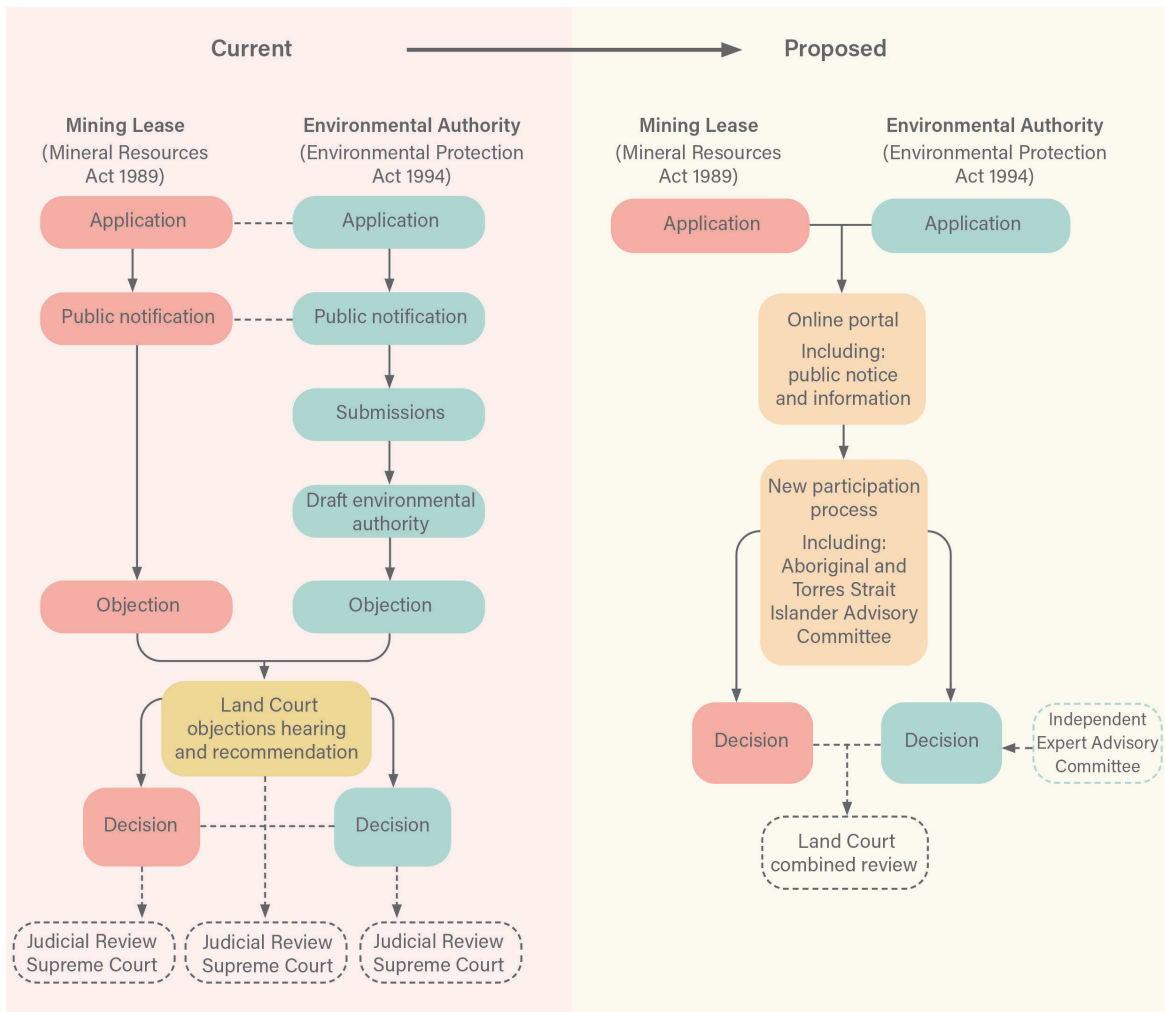 Current
Proposed
Mining Lease
(Mineral Resources
Act 1989)
Environmental Authority
(Environmental Protection
Act 1994)
Application
Application
Public notification
Public notification
Submissions
Draft environmental
authority
Objection
Objection
Land Court
objections hearing
and recommendation
Decision
Decision
Judicial Review
Supreme Court
Judicial Review
Supreme Court
Judicial Review
Supreme Court
Mining Lease
(Mineral Resources
Act 1989)
Environmental Authority
(Environmental Protection
Act 1994)
Application
Application
Online portal
Including:
public notice
and information
New participation
process
Including:
Aboriginal and
Torres Strait
Islander Advisory
Committee
Decision
Decision
Independent
Expert Advisory
Committee
Land Court
combined review